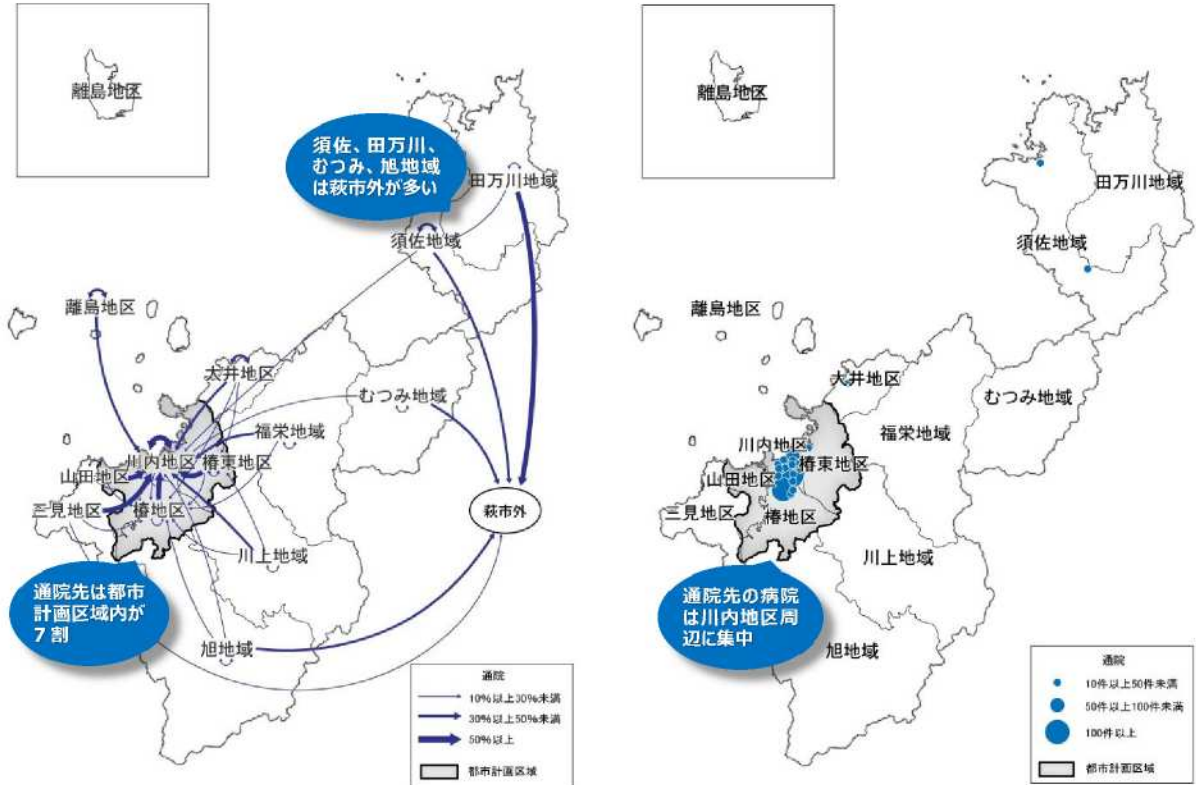 離島地区
須佐、田万川、
むつみ、旭地域
は萩市外が多い
田万川地域
須佐地域
離島地区
大井地区
むつみ地域
福栄地域
川内地区
椿東地区
山田地区
三見地区
椿地区
萩市外
川上地域
通院先は都市
計画区域内が
7割
旭地域
通院
10%以上30%未満
30%以上50%未満
50%以上
都市計画区域
離島地区
田万川地域
須佐地域
離島地区
大井地区
むつみ地域
福栄地域
川内地区
椿東地区
山田地区
三見地区
椿地区
川上地域
通院先の病院
は川内地区周
辺に集中
旭地域
通院
10件以上50件未満
50件以上100件未満
100件以上
都市計画区域